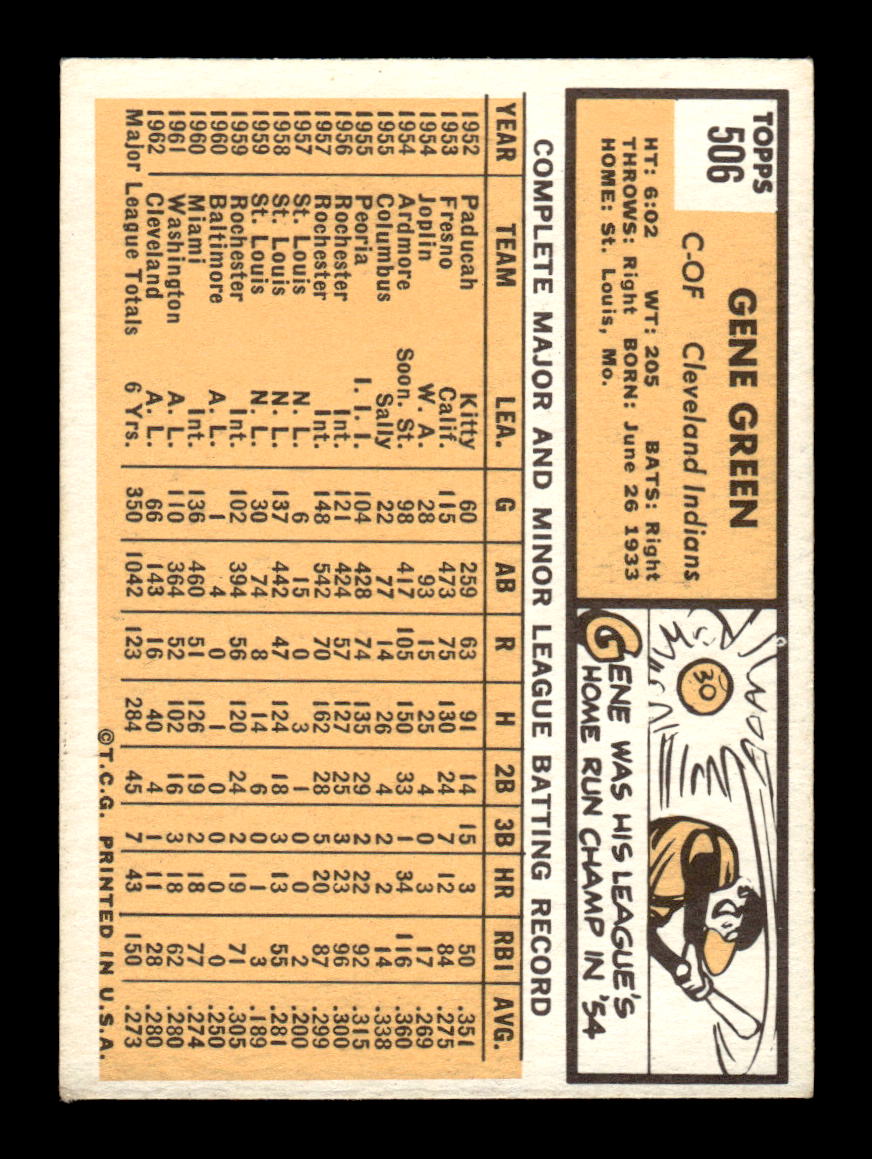 TOPPS
506
GENE GREEN
C-OF Cleveland Indians
HT: 6:02 WT: 205 BATS: Right
THROWS: Right BORN: June 26 1933
HOME: St. Louis, Mo.
30
GENE WAS HIS LEAGUE'S
HOME RUN CHAMP IN '54
COMPLETE MAJOR AND MINOR LEAGUE BATTING RECORD
YEAR TEAM LEA. G AB R H 2B 3B HR RBI AVG.
1952 Paducah Kitty 60 259 63 91 14 15 3 50 .351
1953 Fresno Calif. 115 473 75 130 24 7 12 84 .275
1954 Joplin W. A. 28 93 15 25 4 0 3 17 .269
1954 Ardmore Soon. St. 98 417 105 150 33 1 34 116 .360
1955 Columbus Sally 22 77 14 26 4 2 2 14 .338
1955 Peoria I. I. I. 104 428 74 135 29 2 22 92 .315
1956 Rochester Int. 121 424 57 127 25 3 23 96 .300
1957 Rochester Int. 148 542 70 162 28 5 20 87 .299
1957 St. Louis N. L. 6 15 0 3 1 0 0 2 .200
1958 St. Louis N. L. 137 442 47 124 18 3 13 55 .281
1959 St. Louis N. L. 30 74 8 14 6 0 1 3 .189
1959 Rochester Int. 102 394 56 120 24 2 19 71 .305
1960 Baltimore A. L. 1 4 0 1 0 0 0 0 .250
1960 Miami Int. 136 460 51 126 19 2 18 77 .274
1961 Washington A. L. 110 364 52 102 16 3 18 62 .280
1962 Cleveland A. L. 66 143 16 40 4 1 11 28 .280
Major League Totals 6 Yrs. 350 1042 123 284 45 7 43 150 .273
©T.C.G. PRINTED IN U.S.A.